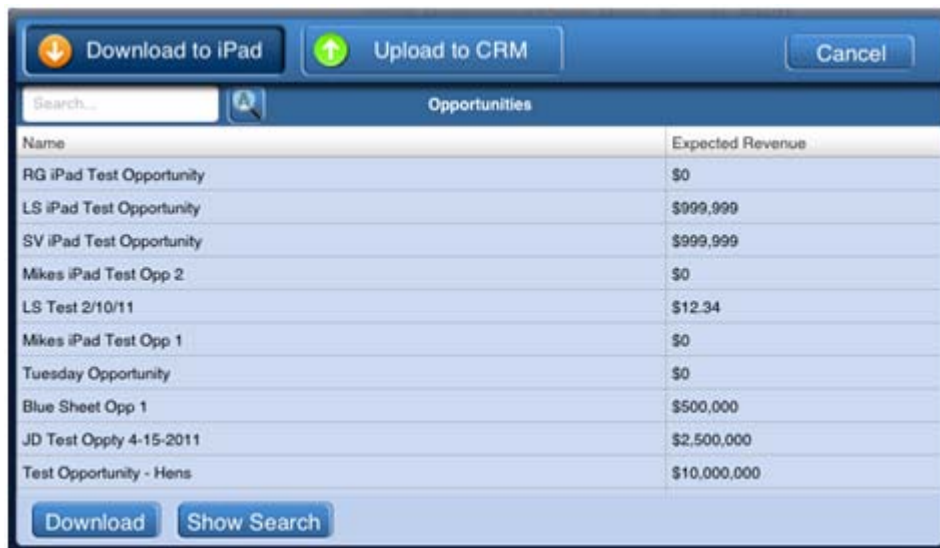 Download to iPad Upload to CRM Cancel
Search... Opportunities
Name Expected Revenue
RG iPad Test Opportunity $0
LS iPad Test Opportunity $999,999
SV iPad Test Opportunity $999,999
Mikes iPad Test Opp 2 $0
LS Test 2/10/11 $12.34
Mikes iPad Test Opp 1 $0
Tuesday Opportunity $0
Blue Sheet Opp 1 $500,000
JD Test Oppty 4-15-2011 $2,500,000
Test Opportunity - Hens $10,000,000
Download Show Search